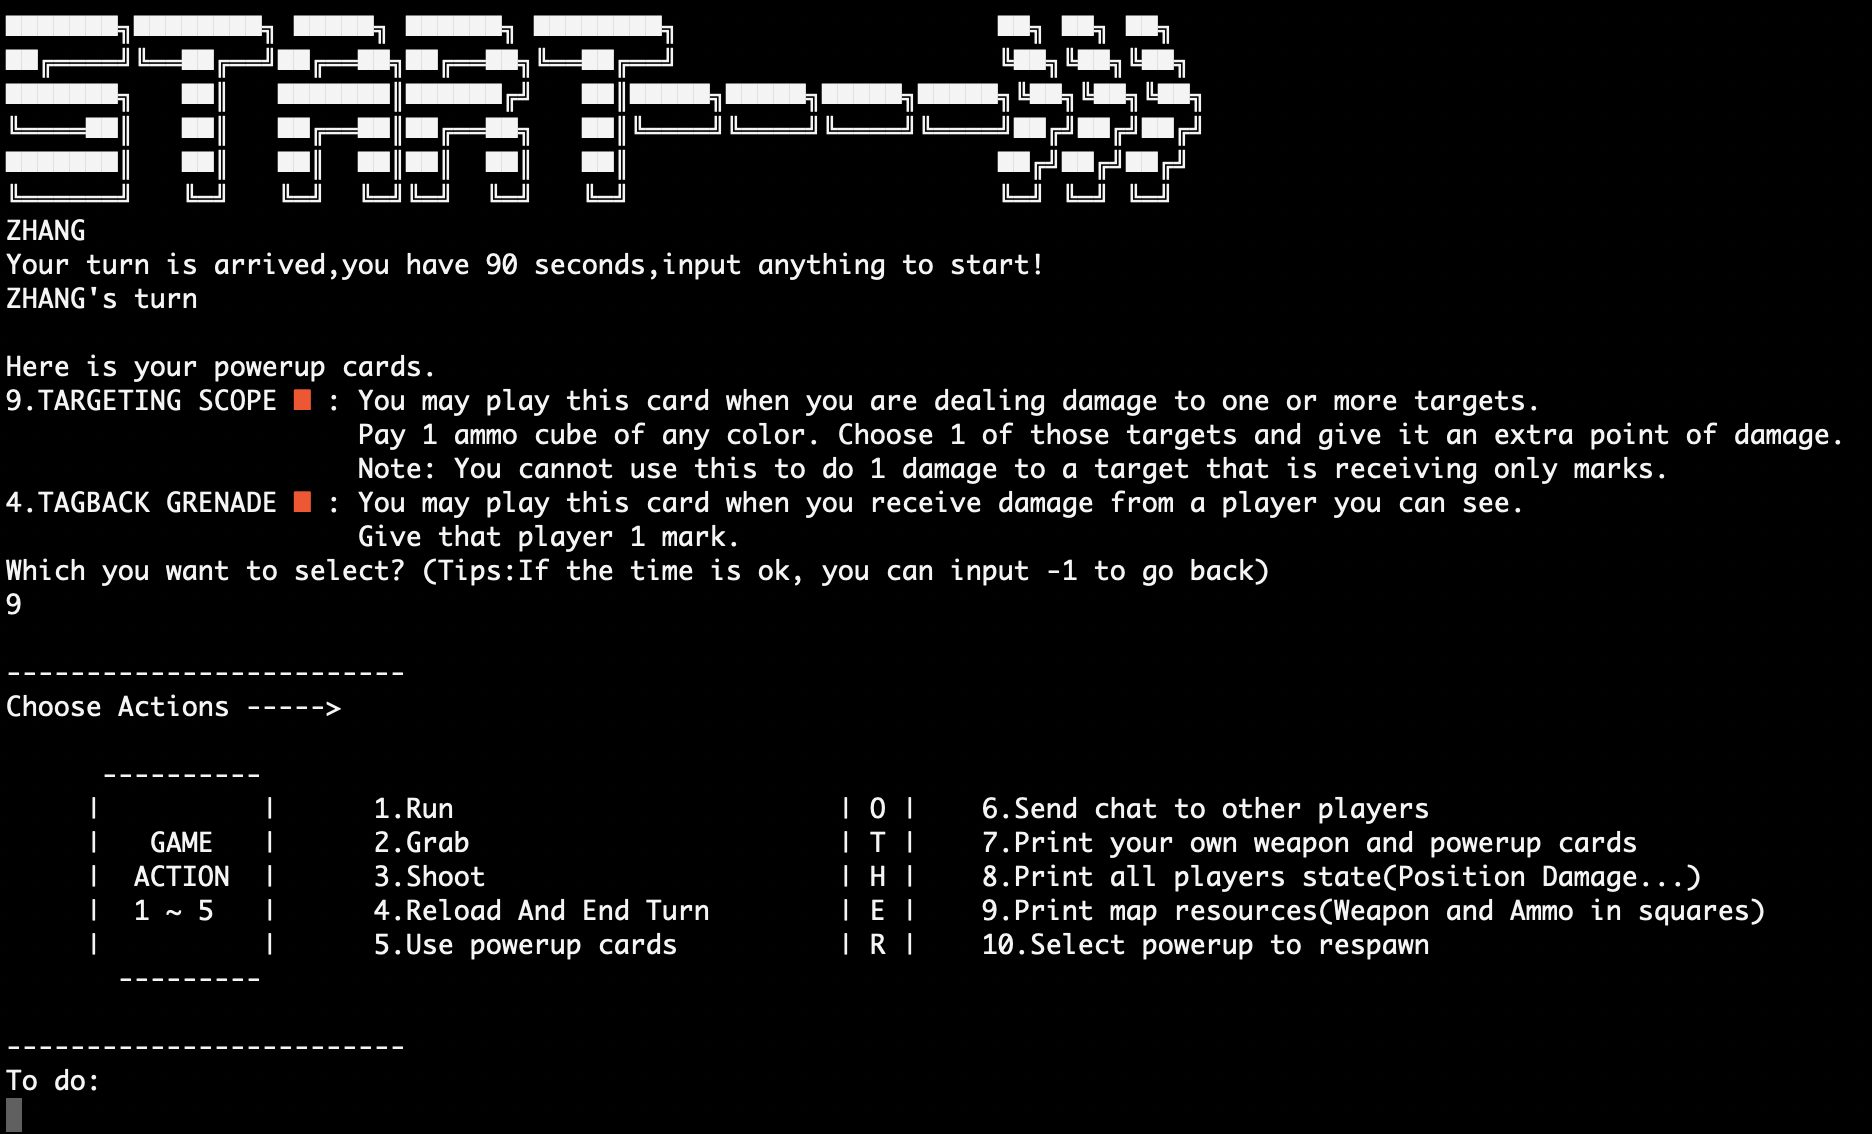 START---->>>
ZHANG
Your turn is arrived,you have 90 seconds,input anything to start!
ZHANG's turn
Here is your powerup cards.
9.TARGETING SCOPE ■ : You may play this card when you are dealing damage to one or more targets.
Pay 1 ammo cube of any color. Choose 1 of those targets and give it an extra point of damage.
Note: You cannot use this to do 1 damage to a target that is receiving only marks.
4.TAGBACK GRENADE ■ : You may play this card when you receive damage from a player you can see.
Give that player 1 mark.
Which you want to select? (Tips:If the time is ok, you can input -1 to go back)
9
-------------------------
Choose Actions ----->
----------
|          |      1.Run                        | O |    6.Send chat to other players
|   GAME   |      2.Grab                       | T |    7.Print your own weapon and powerup cards
|  ACTION  |      3.Shoot                      | H |    8.Print all players state(Position Damage...)
|  1 ~ 5   |      4.Reload And End Turn        | E |    9.Print map resources(Weapon and Ammo in squares)
|          |      5.Use powerup cards          | R |    10.Select powerup to respawn
---------
-------------------------
To do: